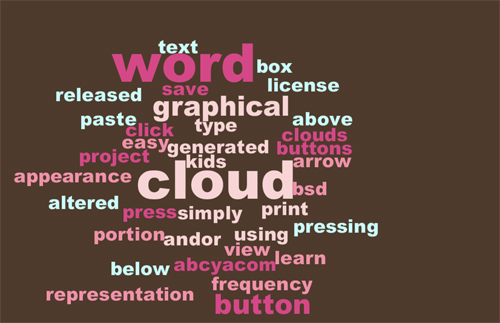 text
word
box
save
license
released
graphical
paste
type
above
click
clouds
easy
generated
buttons
project
kids
arrow
appearance
cloud
bsd
altered
press
simply
print
portion
andor
using
pressing
view
learn
below
abcyacom
frequency
representation
button